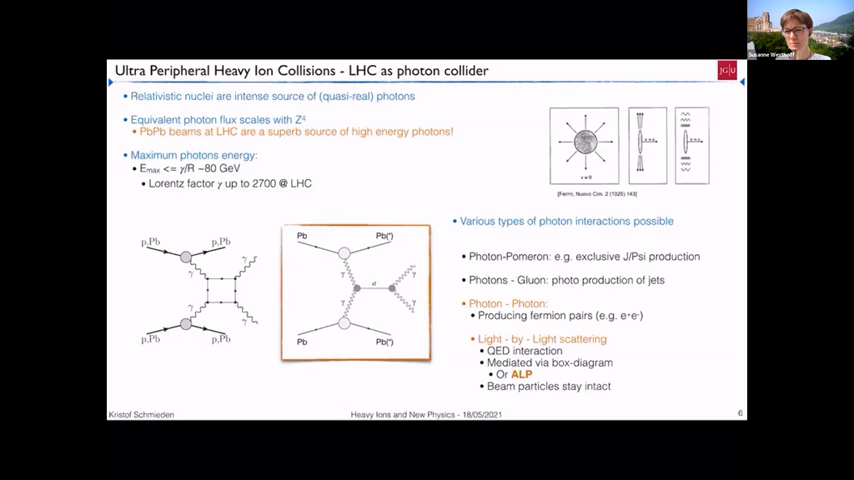 Susanne Westhoff
Ultra Peripheral Heavy Ion Collisions - LHC as photon collider
JG|U
• Relativistic nuclei are intense source of (quasi-real) photons
• Equivalent photon flux scales with Z⁴
• PbPb beams at LHC are a superb source of high energy photons!
• Maximum photons energy:
• Emax <= γ/R ~80 GeV
• Lorentz factor γ up to 2700 @ LHC
[Fermi, Nuovo Cim. 2 (1925) 143]
• Various types of photon interactions possible
• Photon-Pomeron: e.g. exclusive J/Psi production
• Photons - Gluon: photo production of jets
• Photon - Photon:
• Producing fermion pairs (e.g. e⁺e⁻)
• Light - by - Light scattering
• QED interaction
• Mediated via box-diagram
• Or ALP
• Beam particles stay intact
p,Pb p,Pb
γ γ
γ γ
p,Pb p,Pb
Pb Pb(*)
γ a γ
γ γ
Pb Pb(*)
Kristof Schmieden
Heavy Ions and New Physics - 18/05/2021
6